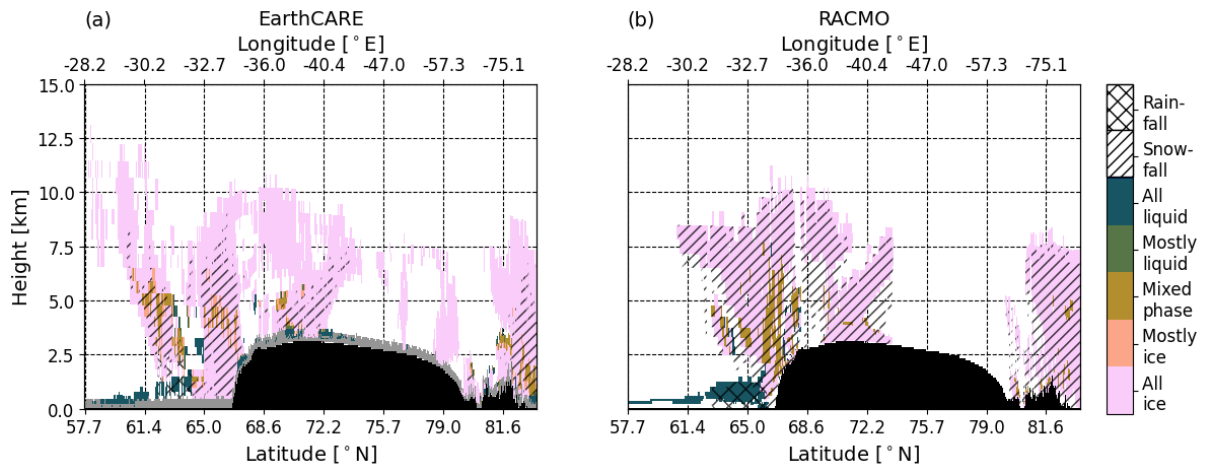 (a) EarthCARE
Longitude [°E]
-28.2 -30.2 -32.7 -36.0 -40.4 -47.0 -57.3 -75.1
15.0
12.5
10.0
7.5
5.0
2.5
0.0
Height [km]
57.7 61.4 65.0 68.6 72.2 75.7 79.0 81.6
Latitude [°N]
(b) RACMO
Longitude [°E]
-28.2 -30.2 -32.7 -36.0 -40.4 -47.0 -57.3 -75.1
57.7 61.4 65.0 68.6 72.2 75.7 79.0 81.6
Latitude [°N]
Rain-
fall
Snow-
fall
All
liquid
Mostly
liquid
Mixed
phase
Mostly
ice
All
ice